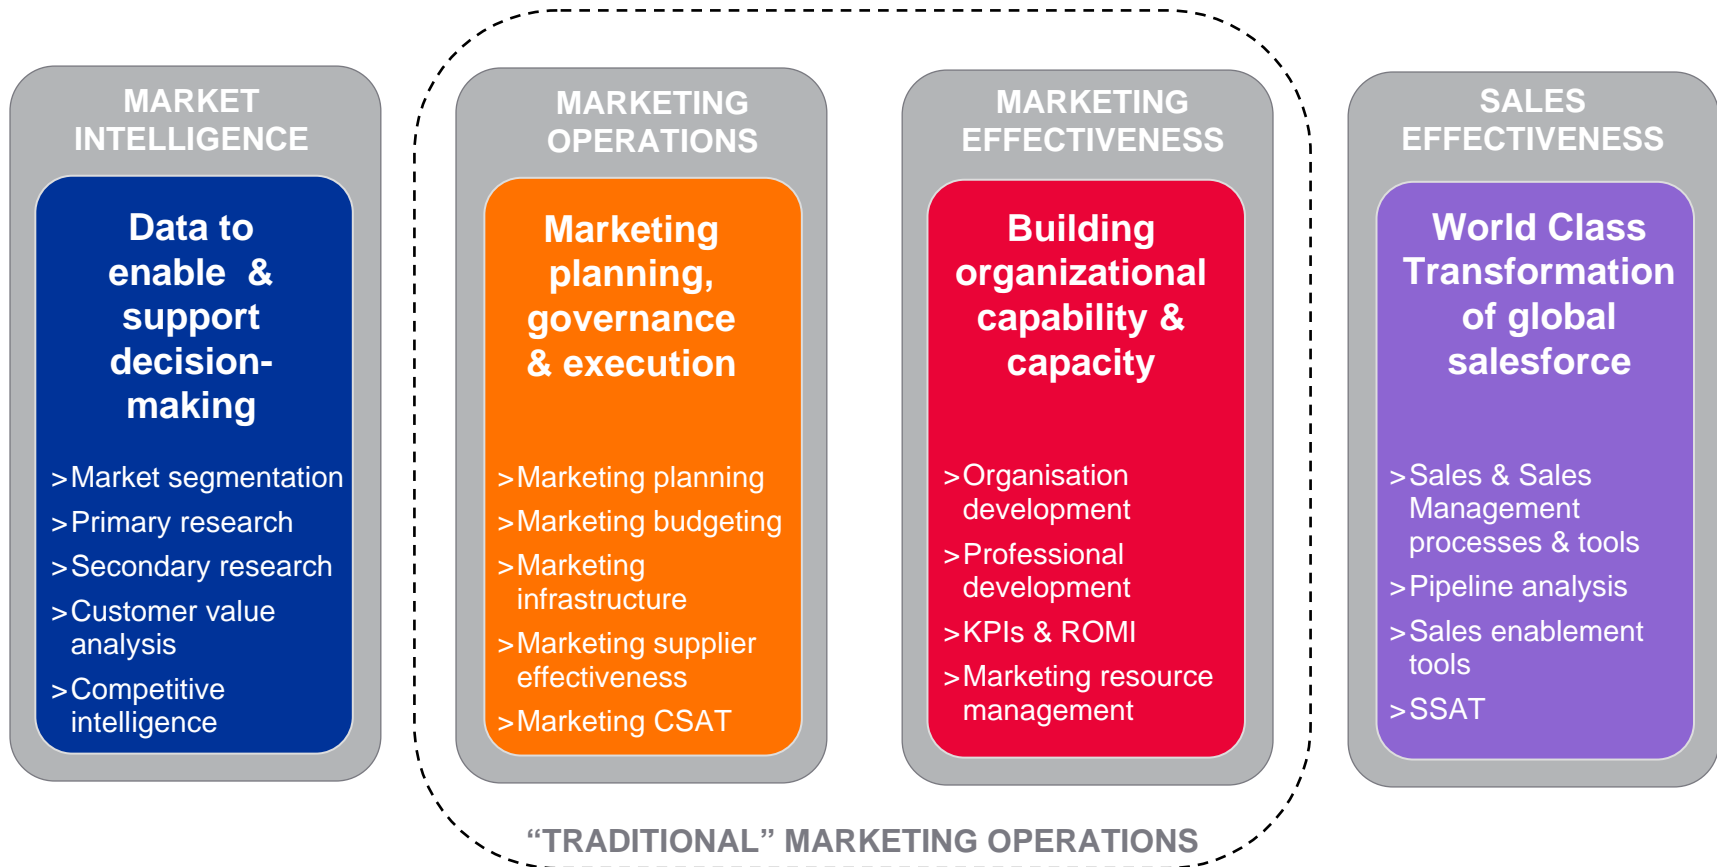 MARKET
INTELLIGENCE
Data to
enable & 
support
decision-
making
>Market segmentation
>Primary research
>Secondary research
>Customer value
analysis
>Competitive
intelligence
MARKETING
OPERATIONS
Marketing
planning,
governance
& execution
>Marketing planning
>Marketing budgeting
>Marketing
infrastructure
>Marketing supplier
effectiveness
>Marketing CSAT
MARKETING
EFFECTIVENESS
Building
organizational
capability &
capacity
>Organisation
development
>Professional
development
>KPIs & ROMI
>Marketing resource
management
SALES
EFFECTIVENESS
World Class
Transformation
of global
salesforce
>Sales & Sales
Management
processes & tools
>Pipeline analysis
>Sales enablement
tools
>SSAT
“TRADITIONAL” MARKETING OPERATIONS